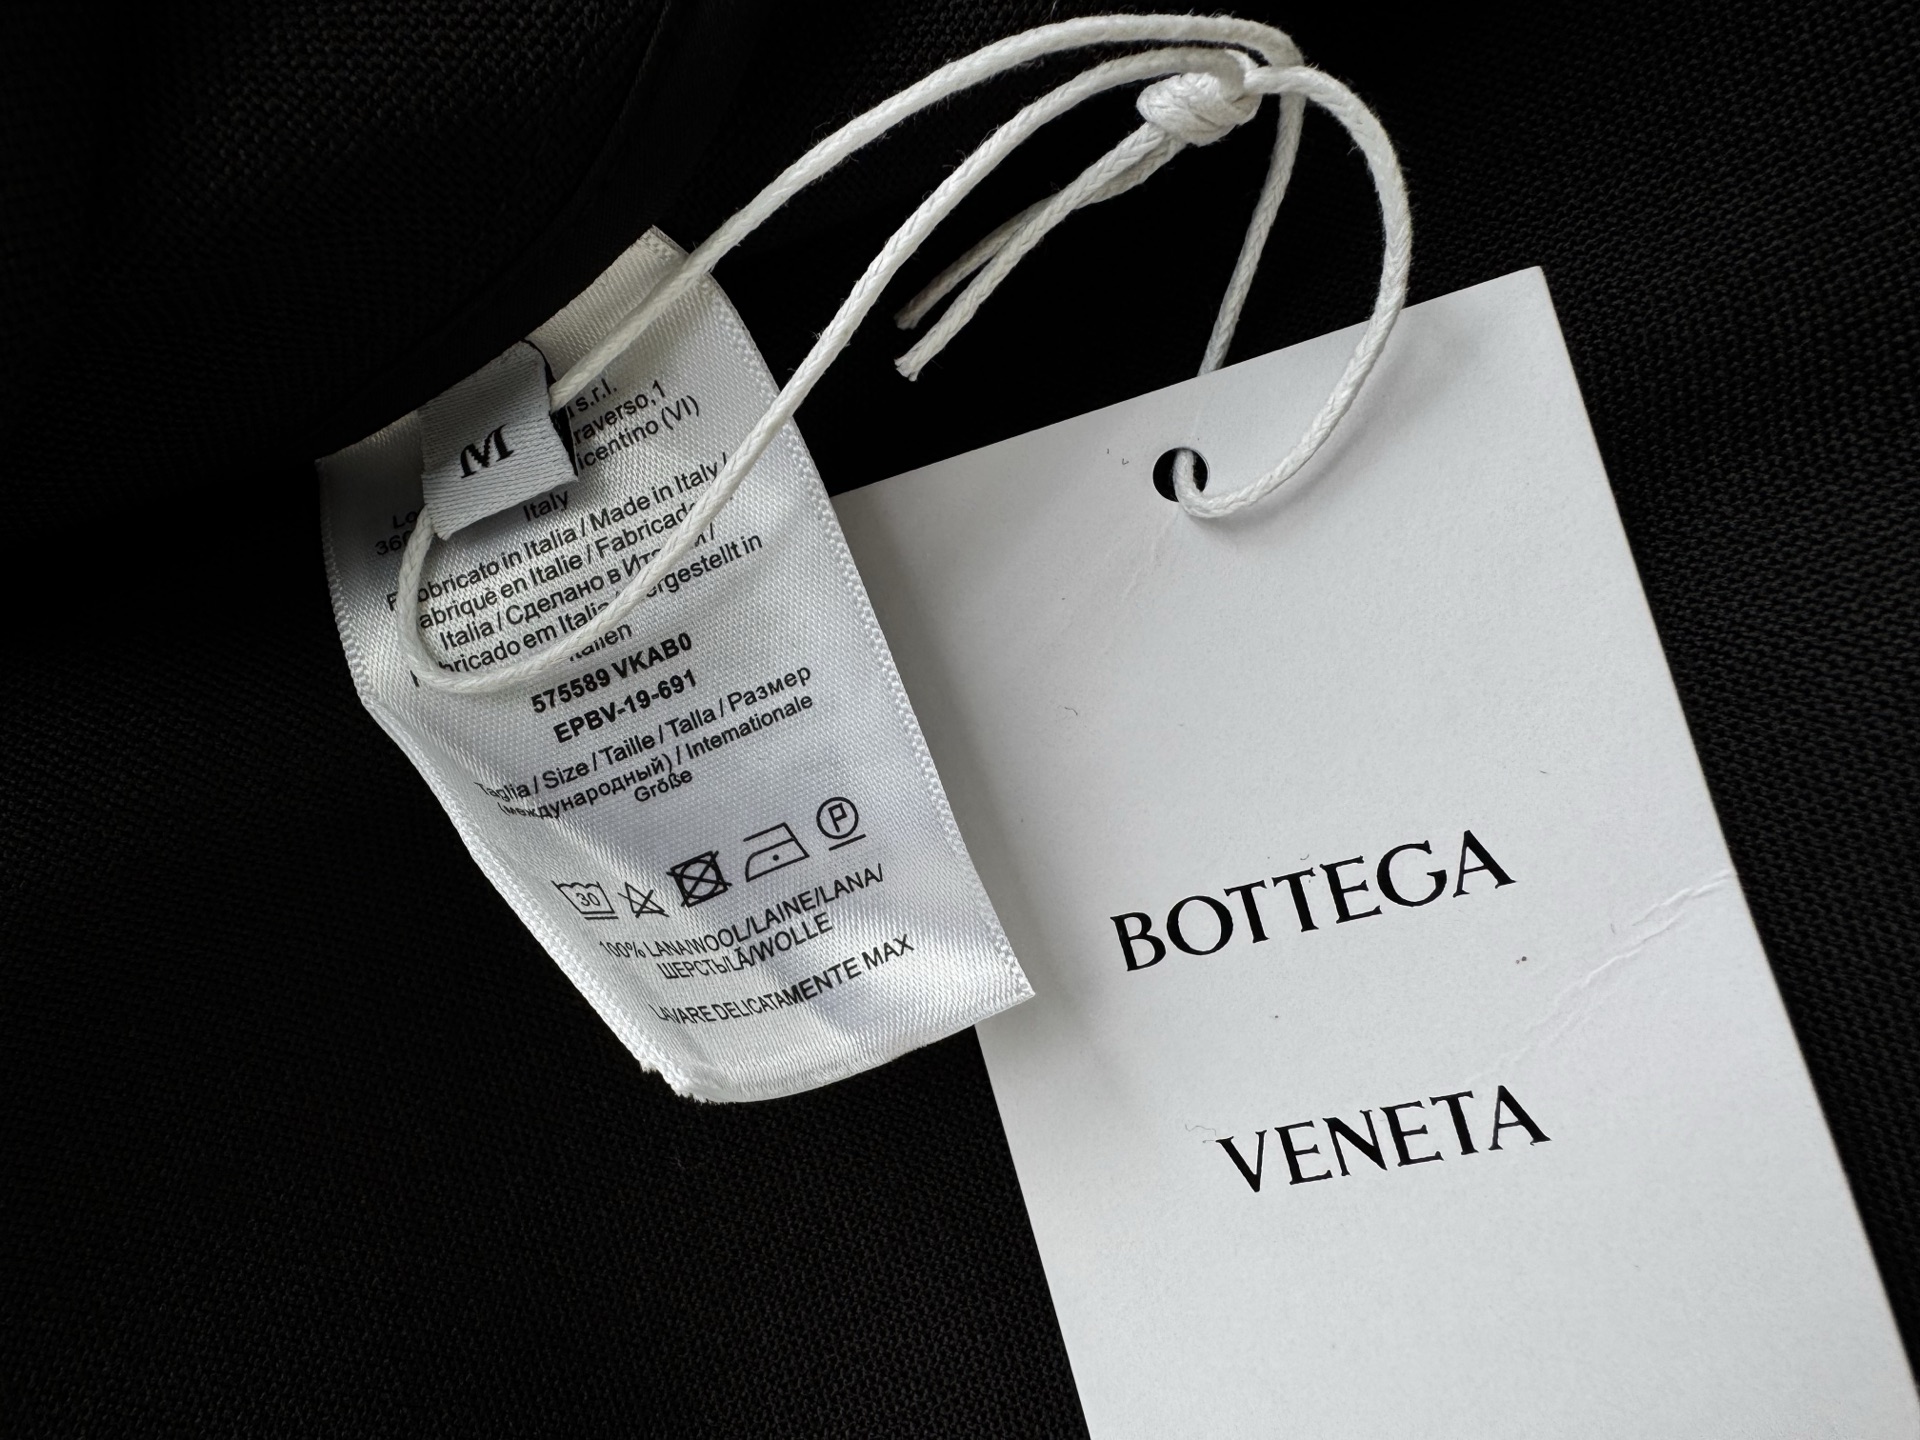 M
s.r.l.
raverso,1
icentino (VI)
Italy
Fabbricato in Italia / Made in Italy /
Fabriqué en Italie / Fabricado
Italia / Сделано в
Fabricado em Italia / Hergestellt in
Italien
575589 VKAB0
EPBV-19-691
Taglia / Size / Taille / Talla / Размер
(международный) / Internationale
Größe
30
P
100% LANA/WOOL/LAINE/LANA/
ШЕРСТЬ/LÃ/WOLLE
LAVARE DELICATAMENTE MAX
BOTTEGA
VENETA